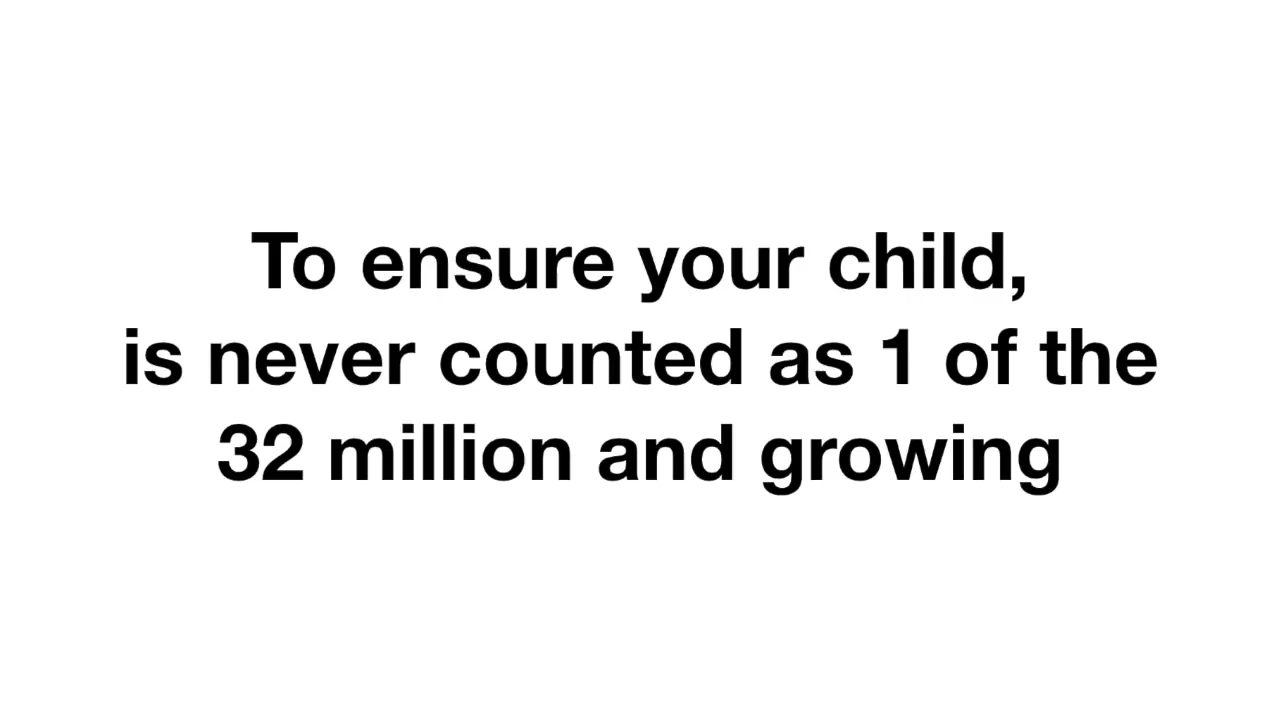 To ensure your child,
is never counted as 1 of the
32 million and growing